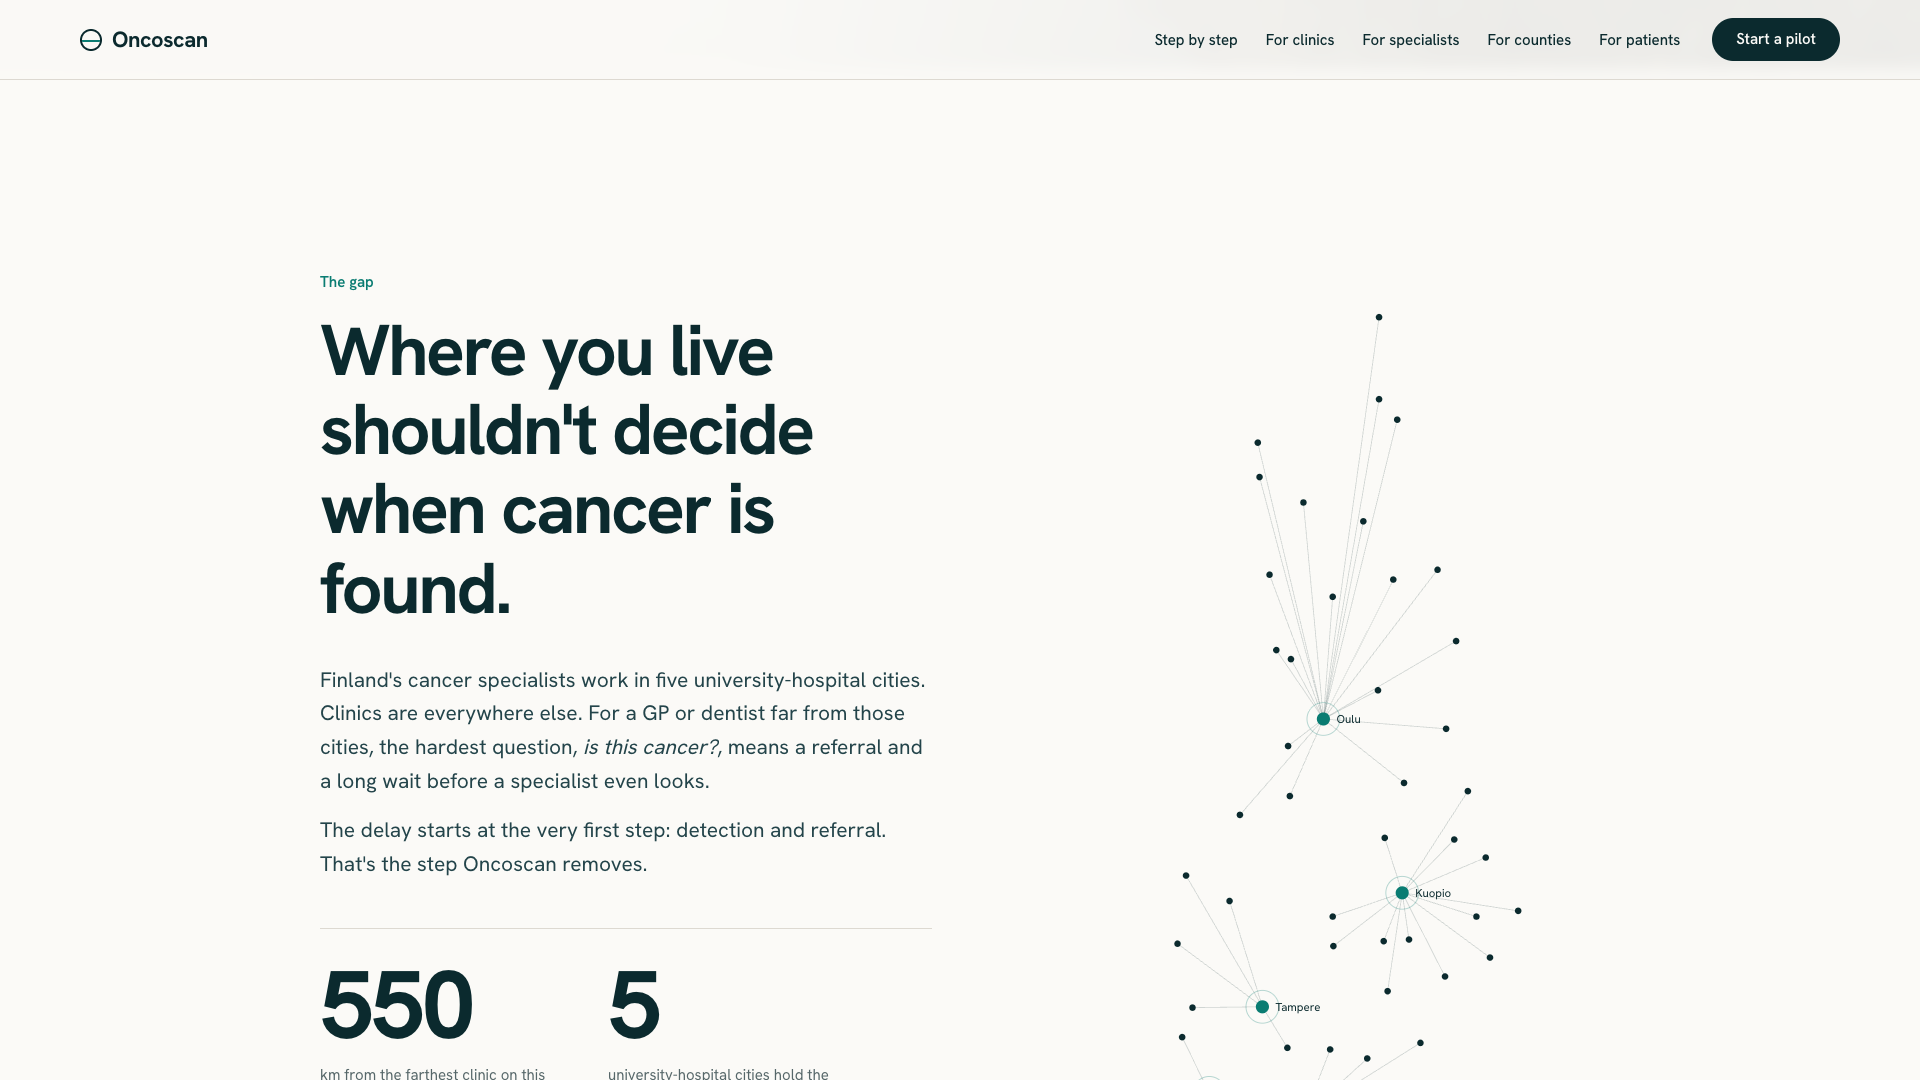 Oncoscan
Step by step
For clinics
For specialists
For counties
For patients
Start a pilot
The gap
Where you live
shouldn't decide
when cancer is
found.
Finland's cancer specialists work in five university-hospital cities.
Clinics are everywhere else. For a GP or dentist far from those
cities, the hardest question, is this cancer?, means a referral and
a long wait before a specialist even looks.
The delay starts at the very first step: detection and referral.
That's the step Oncoscan removes.
550
km from the farthest clinic on this
5
university-hospital cities hold the
Oulu
Kuopio
Tampere